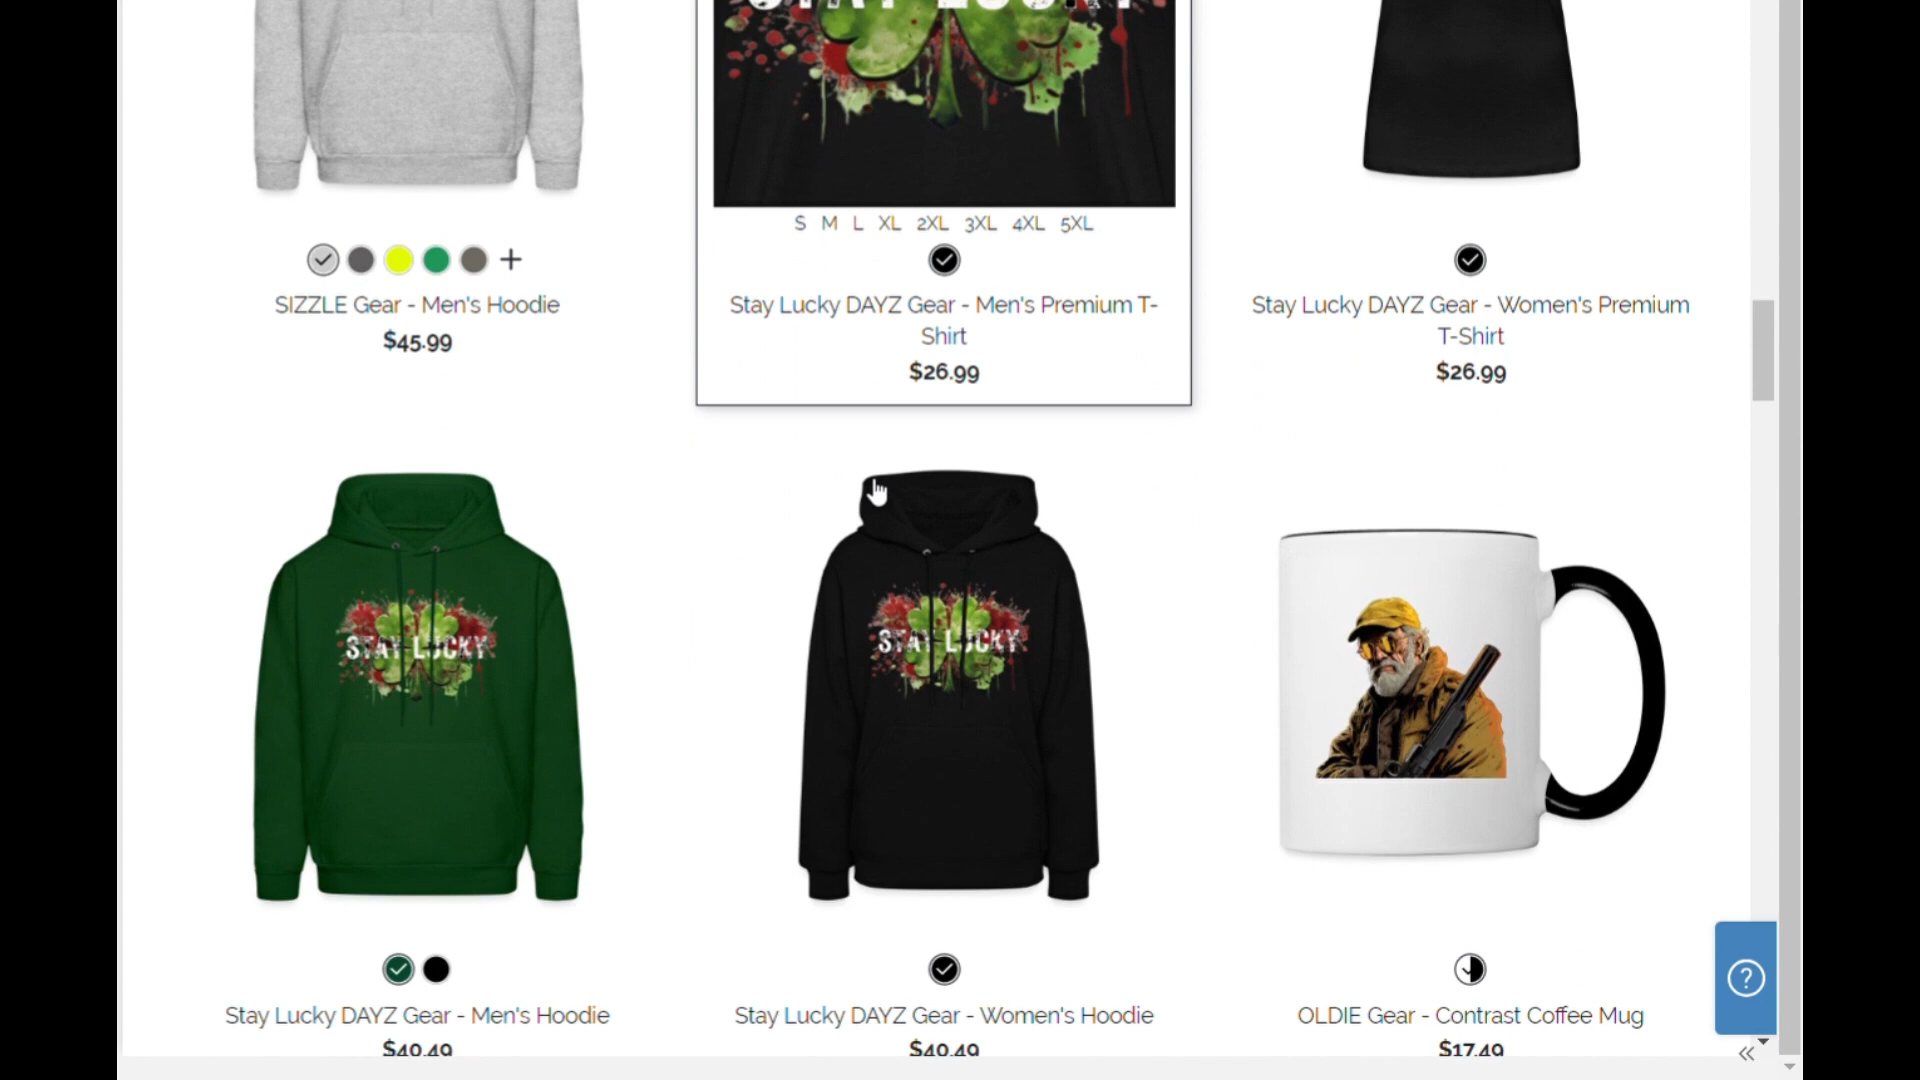 STAY LUCKY
S M L XL 2XL 3XL 4XL 5XL
SIZZLE Gear - Men's Hoodie
$45.99
Stay Lucky DAYZ Gear - Men's Premium T-
Shirt
$26.99
Stay Lucky DAYZ Gear - Women's Premium
T-Shirt
$26.99
STAY LUCKY
STAY LUCKY
Stay Lucky DAYZ Gear - Men's Hoodie
$40.49
Stay Lucky DAYZ Gear - Women's Hoodie
$40.49
OLDIE Gear - Contrast Coffee Mug
$17.49